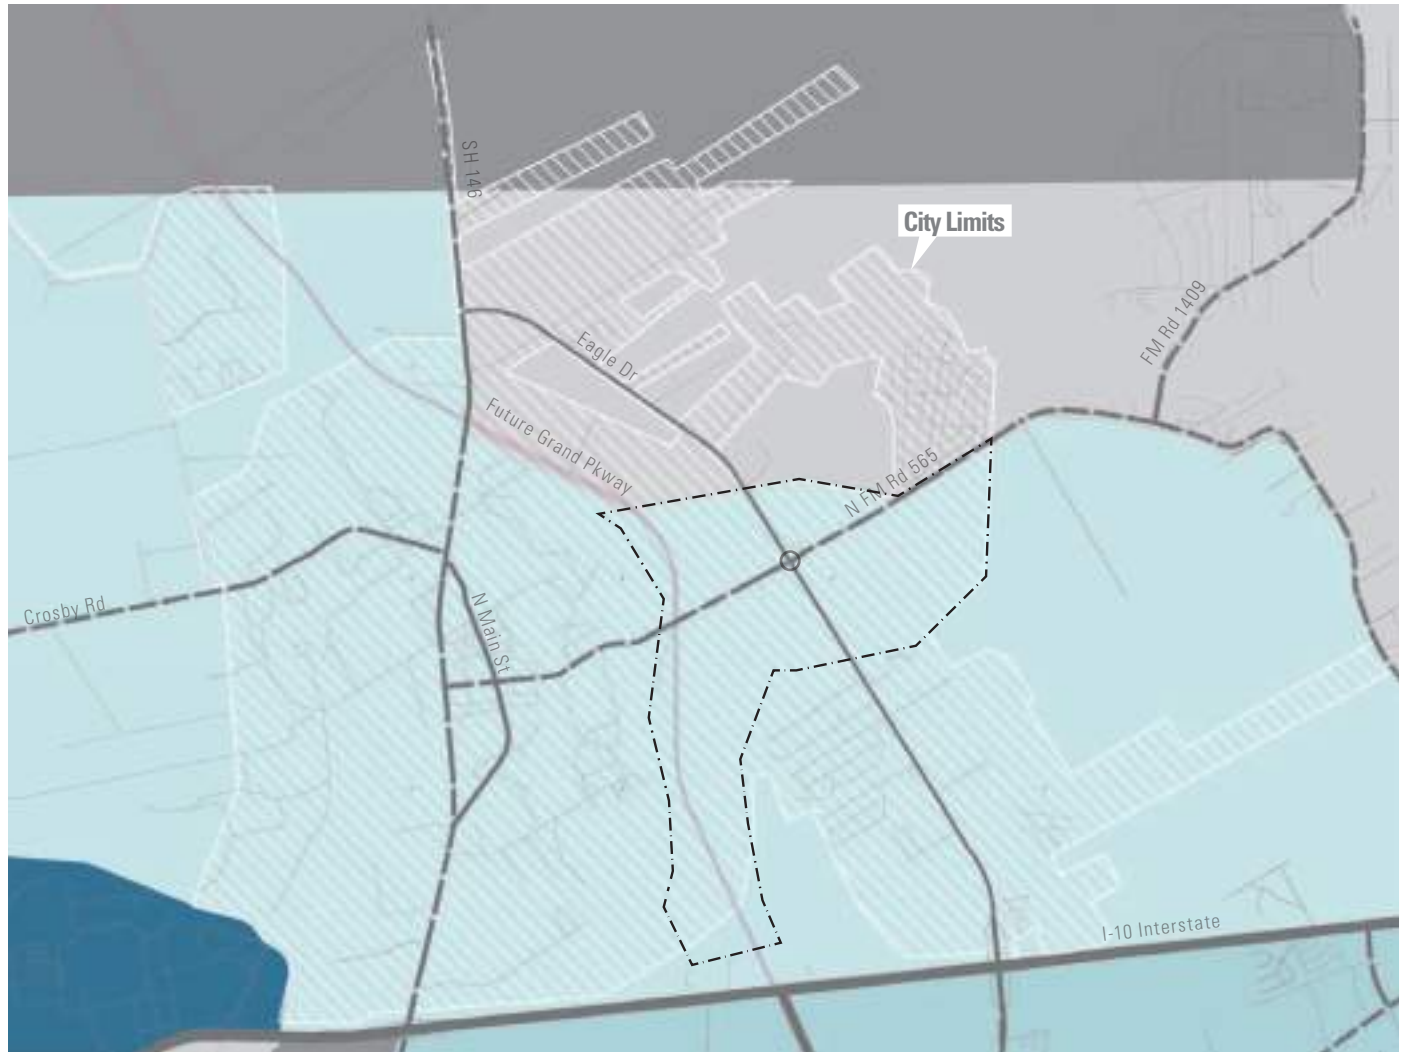 SH 146
City Limits
FM Rd 1409
Eagle Dr
Future Grand Pkway
N FM Rd 565
Crosby Rd
N Main St
I-10 Interstate